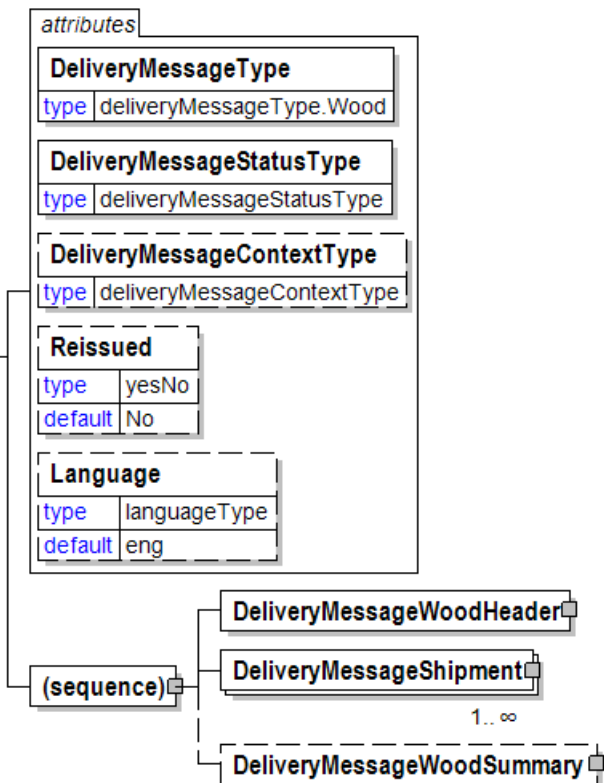 attributes
DeliveryMessageType
type deliveryMessageType.Wood
DeliveryMessageStatusType
type deliveryMessageStatusType
DeliveryMessageContextType
type deliveryMessageContextType
Reissued
type yesNo
default No
Language
type languageType
default eng
DeliveryMessageWoodHeader
(sequence)
DeliveryMessageShipment
1.. ∞
DeliveryMessageWoodSummary